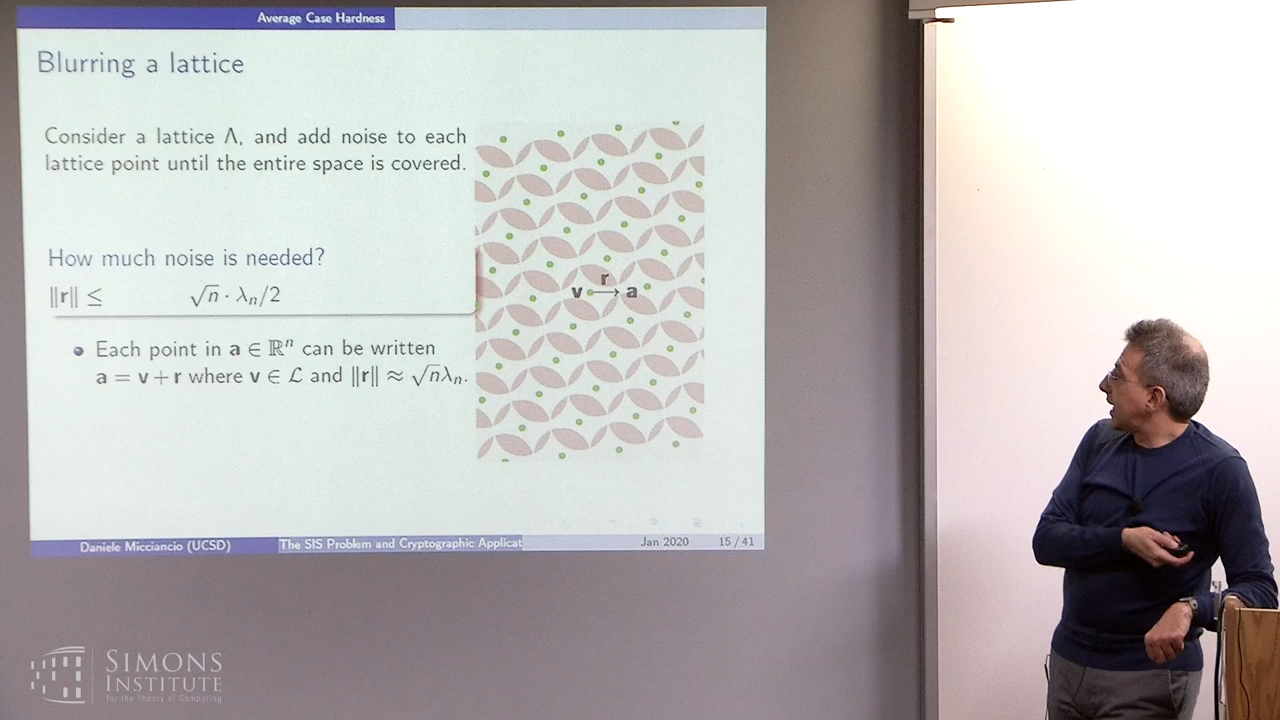 Average Case Hardness
Blurring a lattice
Consider a lattice Λ, and add noise to each
lattice point until the entire space is covered.
How much noise is needed?
‖r‖ ≤ √n · λₙ/2
• Each point in a ∈ ℝⁿ can be written
a = v + r where v ∈ ℒ and ‖r‖ ≈ √nλₙ.
r
v a
Daniele Micciancio (UCSD) The SIS Problem and Cryptographic Applicat Jan 2020 15 / 41
SIMONS
INSTITUTE
for the Theory of Computing